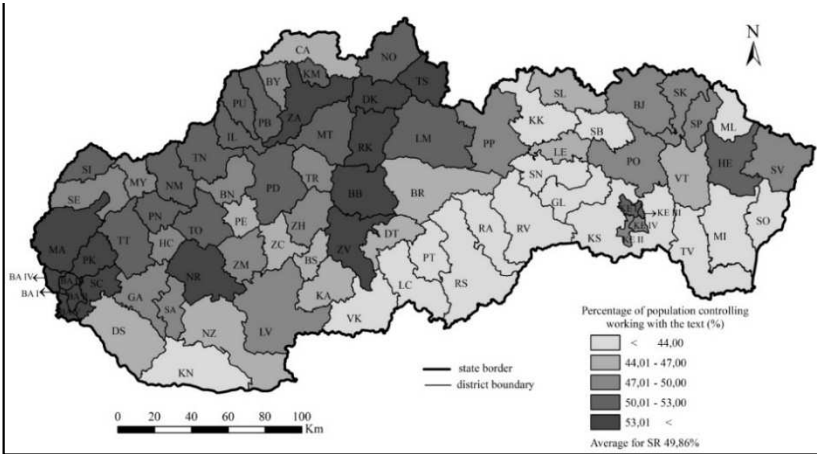 CA
NO
N
KM
TS
BY
PU
DK
SL
SK
BJ
ZA
PB
KK
SP
ML
IL
MT
RK
LM
PP
SB
TN
LE
PO
HE
SV
SI
MY
TR
VT
SE
NM
BN
PD
BB
BR
SN
GL
PN
TO
PE
ZH
RA
RV
KE III
SO
MA
TT
HC
ZC
ZV
DT
PT
KS
KE IV
MI
PK
BS
KE II
TV
BA IV
SC
NR
ZM
LC
RS
BA I
GA
SA
KA
DS
NZ
LV
VK
KN
Percentage of population controlling
working with the text (%)
< 44,00
44,01 - 47,00
47,01 - 50,00
50,01 - 53,00
53,01 <
Average for SR 49,86%
state border
district boundary
0 20 40 60 80 100
Km